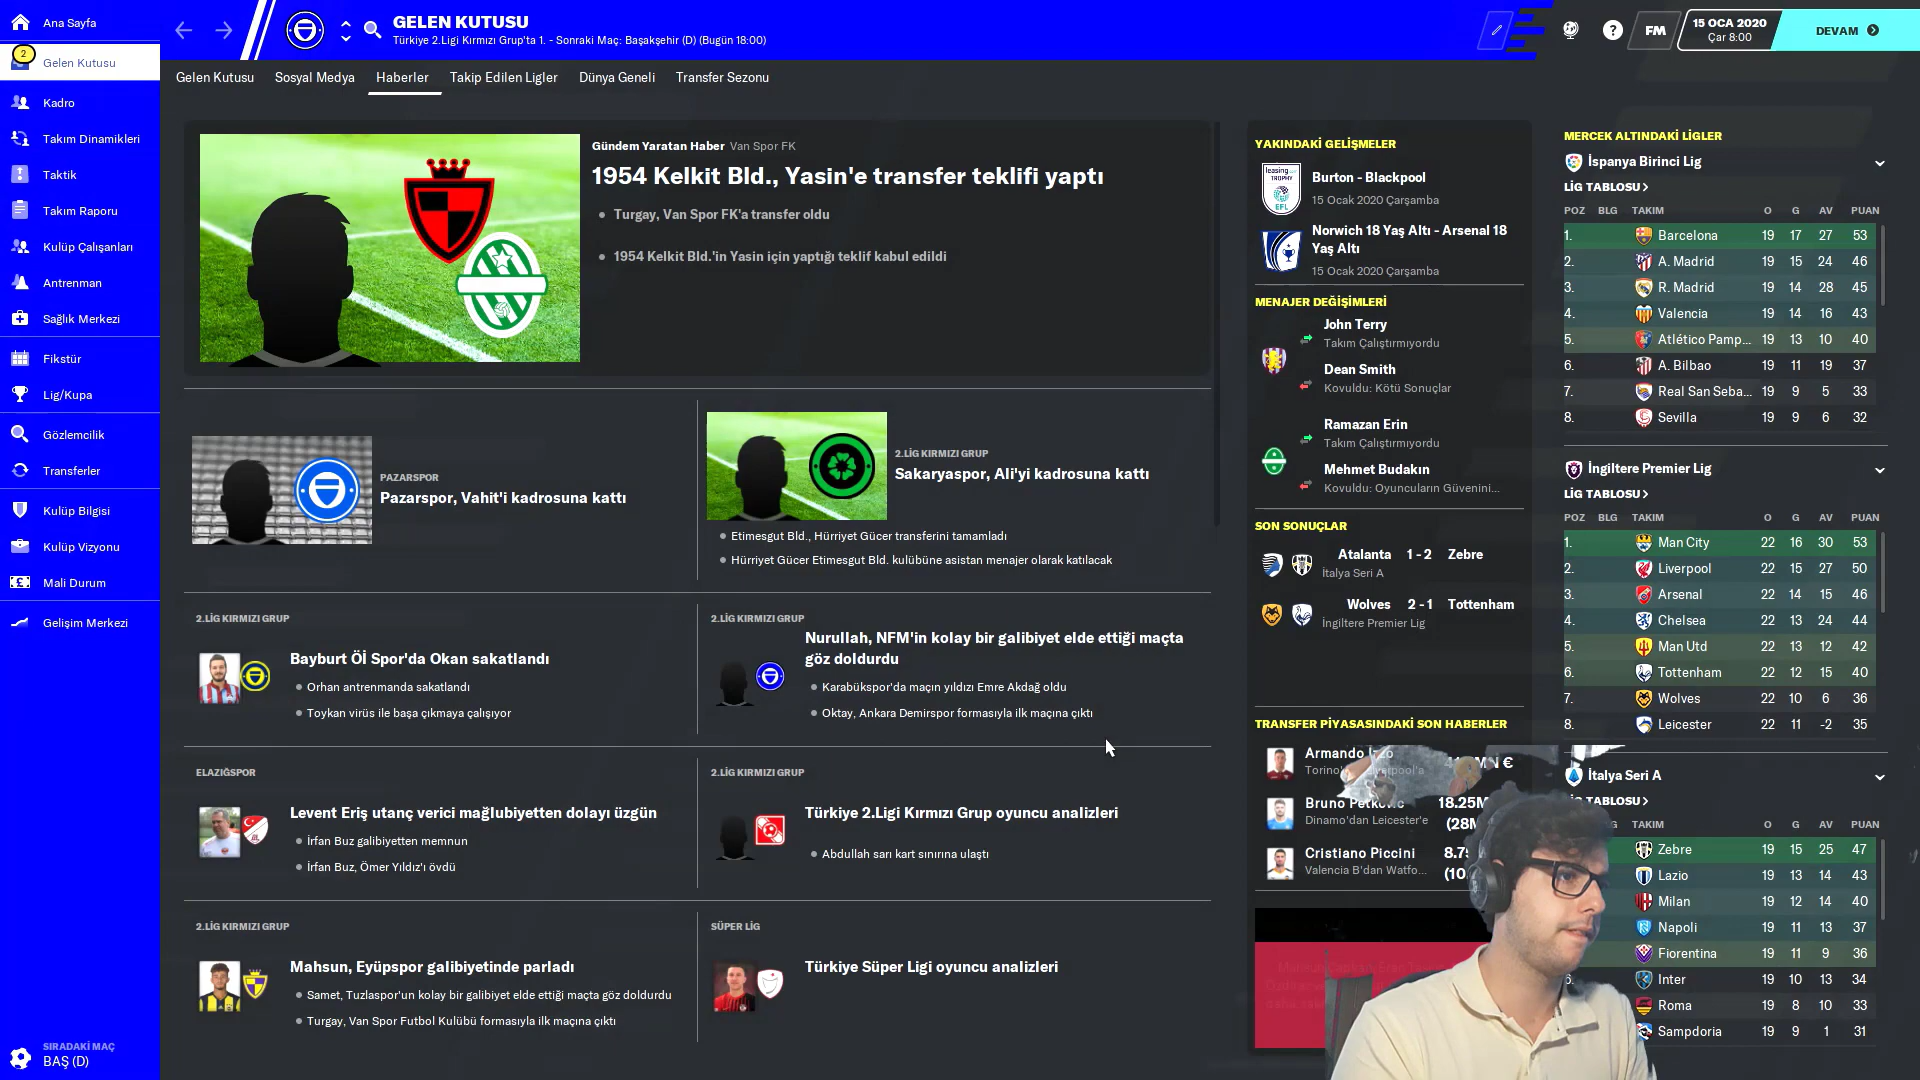 Ana Sayfa
2
Gelen Kutusu
Kadro
Takım Dinamikleri
Taktik
Takım Raporu
Kulüp Çalışanları
Antrenman
Sağlık Merkezi
Fikstür
Lig/Kupa
Gözlemcilik
Transferler
Kulüp Bilgisi
Kulüp Vizyonu
Mali Durum
Gelişim Merkezi
SIRADAKİ MAÇ
BAŞ (D)
GELEN KUTUSU
Türkiye 2.Ligi Kırmızı Grup'ta 1. - Sonraki Maç: Başakşehir (D) (Bugün 18:00)
FM
15 OCA 2020
Çar 8:00
DEVAM
Gelen Kutusu Sosyal Medya Haberler Takip Edilen Ligler Dünya Geneli Transfer Sezonu
Gündem Yaratan Haber Van Spor FK
1954 Kelkit Bld., Yasin'e transfer teklifi yaptı
Turgay, Van Spor FK'a transfer oldu
1954 Kelkit Bld.'in Yasin için yaptığı teklif kabul edildi
PAZARSPOR
Pazarspor, Vahit'i kadrosuna kattı
2.LİG KIRMIZI GRUP
Sakaryaspor, Ali'yi kadrosuna kattı
Etimesgut Bld., Hürriyet Gücer transferini tamamladı
Hürriyet Gücer Etimesgut Bld. kulübüne asistan menajer olarak katılacak
2.LİG KIRMIZI GRUP
Bayburt Öİ Spor'da Okan sakatlandı
Orhan antrenmanda sakatlandı
Toykan virüs ile başa çıkmaya çalışıyor
2.LİG KIRMIZI GRUP
Nurullah, NFM'in kolay bir galibiyet elde ettiği maçta
göz doldurdu
Karabükspor'da maçın yıldızı Emre Akdağ oldu
Oktay, Ankara Demirspor formasıyla ilk maçına çıktı
ELAZIĞSPOR
Levent Eriş utanç verici mağlubiyetten dolayı üzgün
İrfan Buz galibiyetten memnun
İrfan Buz, Ömer Yıldız'ı övdü
2.LİG KIRMIZI GRUP
Türkiye 2.Ligi Kırmızı Grup oyuncu analizleri
Abdullah sarı kart sınırına ulaştı
2.LİG KIRMIZI GRUP
Mahsun, Eyüpspor galibiyetinde parladı
Samet, Tuzlaspor'un kolay bir galibiyet elde ettiği maçta göz doldurdu
Turgay, Van Spor Futbol Kulübü formasıyla ilk maçına çıktı
SÜPER LİG
Türkiye Süper Ligi oyuncu analizleri
YAKINDAKİ GELİŞMELER
leasing
TROPHY
EFL
Burton - Blackpool
15 Ocak 2020 Çarşamba
Norwich 18 Yaş Altı - Arsenal 18
Yaş Altı
15 Ocak 2020 Çarşamba
MENAJER DEĞİŞİMLERİ
John Terry
Takım Çalıştırmıyordu
Dean Smith
Kovuldu: Kötü Sonuçlar
Ramazan Erin
Takım Çalıştırmıyordu
Mehmet Budakın
Kovuldu: Oyuncuların Güvenini...
SON SONUÇLAR
Atalanta 1 - 2 Zebre
İtalya Seri A
Wolves 2 - 1 Tottenham
İngiltere Premier Lig
TRANSFER PİYASASINDAKİ SON HABERLER
Armando Izzo
€
Bruno Petković 18.25M
Dinamo'dan Leicester'e (28M
Cristiano Piccini 8.75
Valencia B'dan Watfo... (10.
MERCEK ALTINDAKİ LİGLER
İspanya Birinci Lig
LİG TABLOSU
POZ BLG TAKIM O G AV PUAN
1. Barcelona 19 17 27 53
2. A. Madrid 19 15 24 46
3. R. Madrid 19 14 28 45
4. Valencia 19 14 16 43
5. Atlético Pamp... 19 13 10 40
6. A. Bilbao 19 11 19 37
7. Real San Seba... 19 9 5 33
8. Sevilla 19 9 6 32
İngiltere Premier Lig
LİG TABLOSU
POZ BLG TAKIM O G AV PUAN
1. Man City 22 16 30 53
2. Liverpool 22 15 27 50
3. Arsenal 22 14 15 46
4. Chelsea 22 13 24 44
5. Man Utd 22 13 12 42
6. Tottenham 22 12 15 40
7. Wolves 22 10 6 36
8. Leicester 22 11 -2 35
İtalya Seri A
TABLOSU
TAKIM O G AV PUAN
Zebre 19 15 25 47
Lazio 19 13 14 43
Milan 19 12 14 40
Napoli 19 11 13 37
Fiorentina 19 11 9 36
6. Inter 19 10 13 34
Roma 19 8 10 33
Sampdoria 19 9 1 31